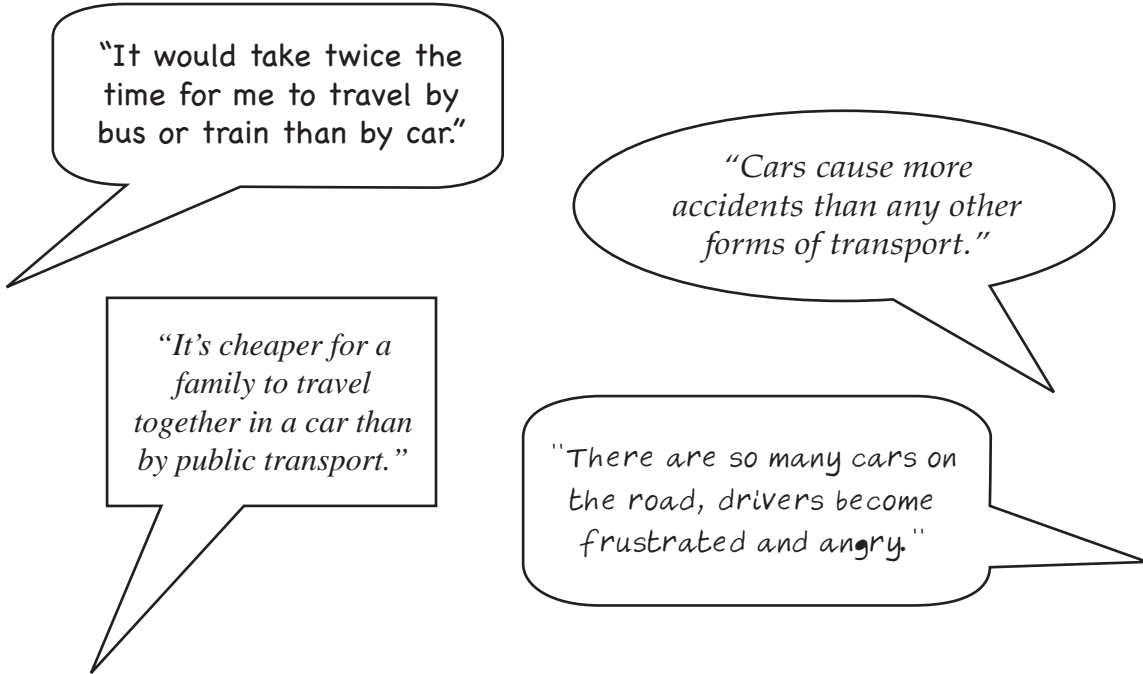 “It would take twice the
time for me to travel by
bus or train than by car.”
“Cars cause more
accidents than any other
forms of transport.”
“It’s cheaper for a
family to travel
together in a car than
by public transport.”
"There are so many cars on
the road, drivers become
frustrated and angry."